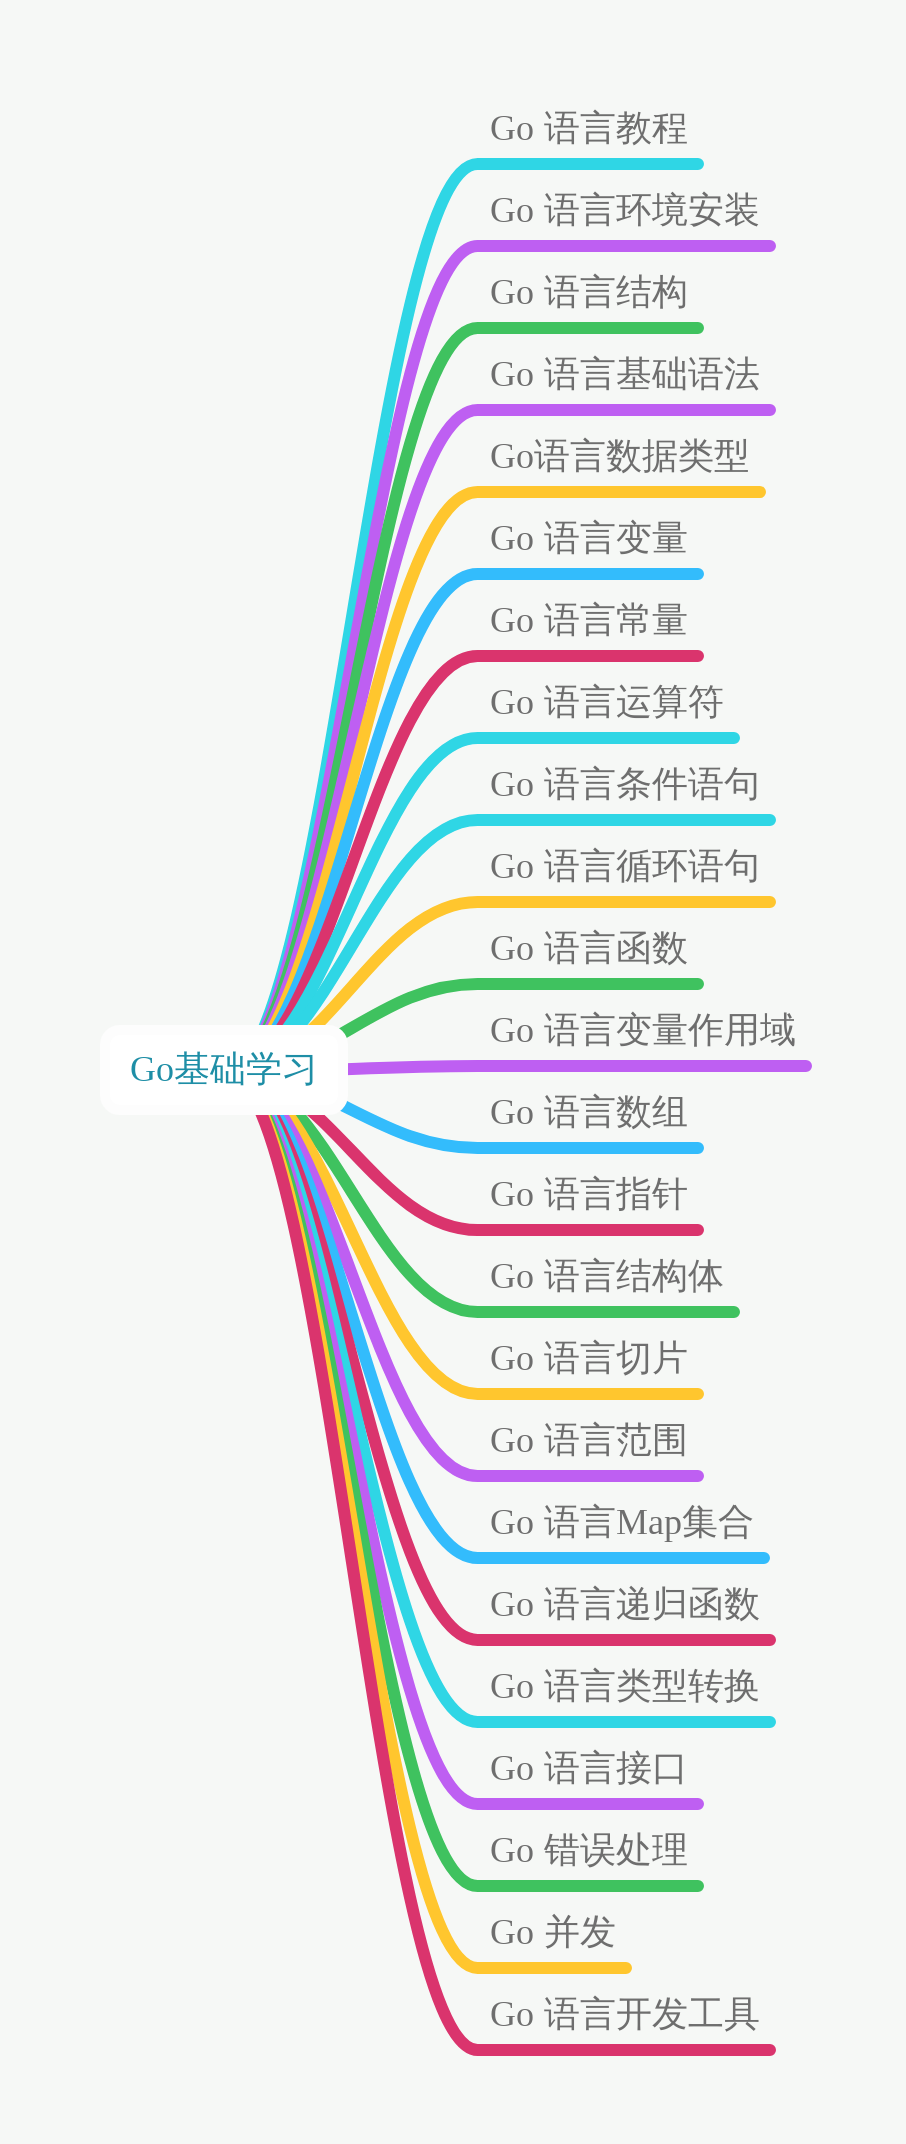 Go 语言教程
Go 语言环境安装
Go 语言结构
Go 语言基础语法
Go语言数据类型
Go 语言变量
Go 语言常量
Go 语言运算符
Go 语言条件语句
Go 语言循环语句
Go 语言函数
Go 语言变量作用域
Go基础学习
Go 语言数组
Go 语言指针
Go 语言结构体
Go 语言切片
Go 语言范围
Go 语言Map集合
Go 语言递归函数
Go 语言类型转换
Go 语言接口
Go 错误处理
Go 并发
Go 语言开发工具